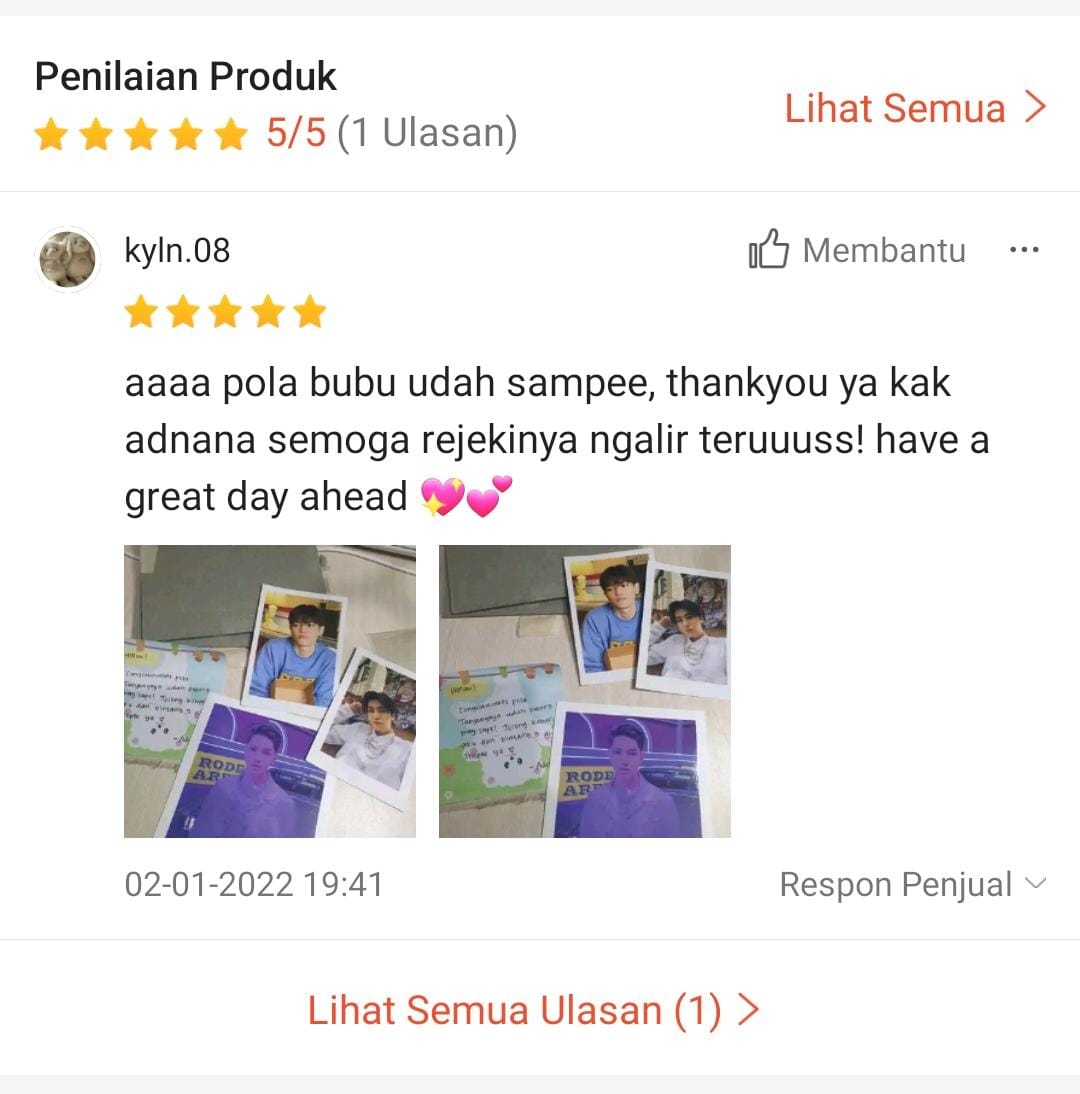 Penilaian Produk
5/5 (1 Ulasan)
Lihat Semua
kyln.08
Membantu
aaaa pola bubu udah sampee, thankyou ya kak
adnana semoga rejekinya ngalir teruuuss! have a
great day ahead 💖💕
RODE
02-01-2022 19:41
Respon Penjual
Lihat Semua Ulasan (1)